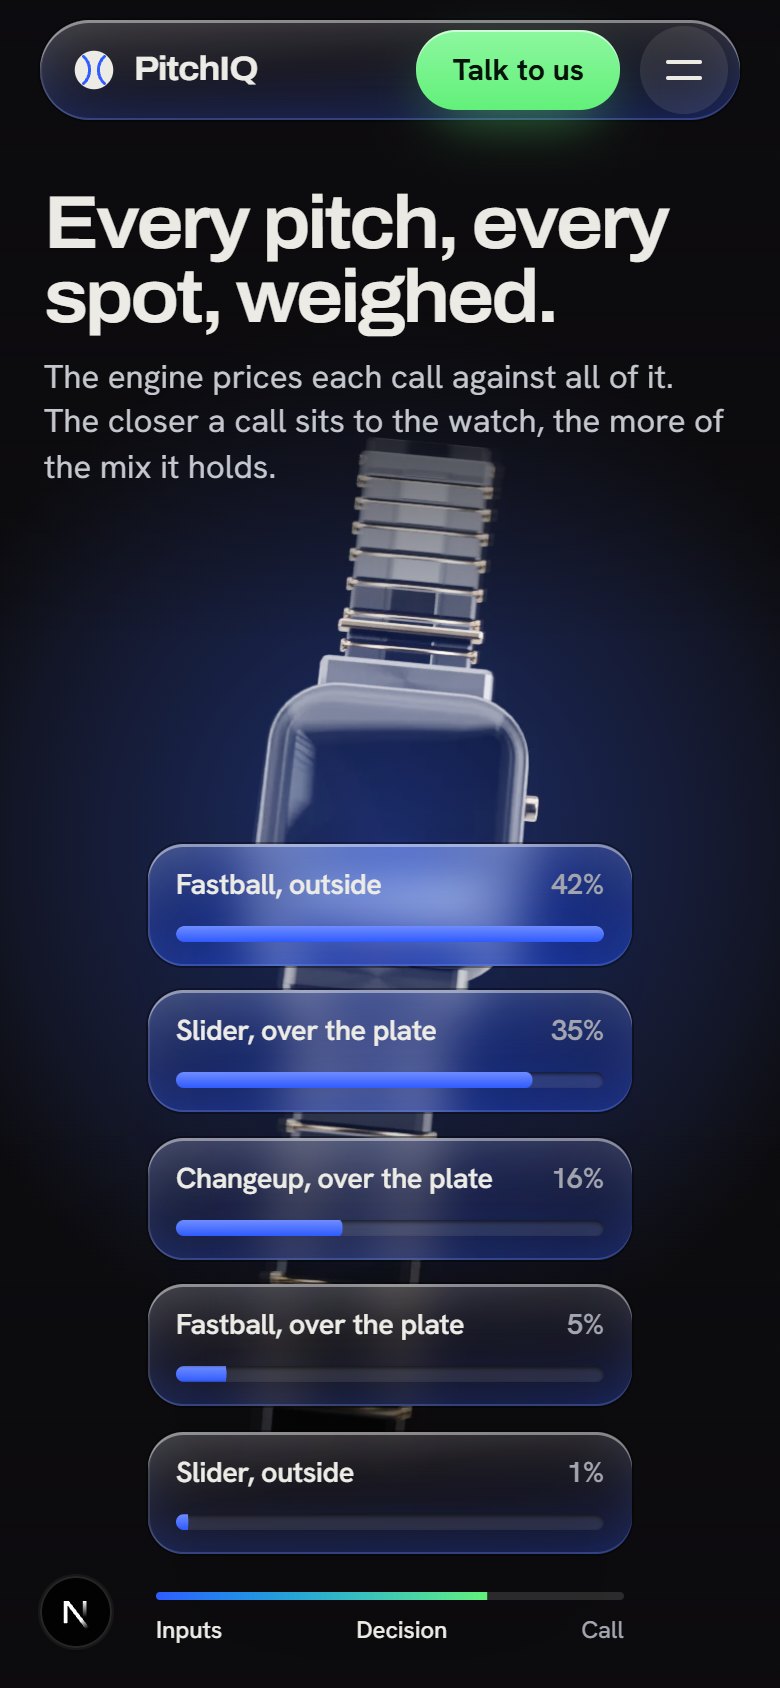 PitchIQ
Talk to us
Every pitch, every
spot, weighed.
The engine prices each call against all of it.
The closer a call sits to the watch, the more of
the mix it holds.
Fastball, outside 42%
Slider, over the plate 35%
Changeup, over the plate 16%
Fastball, over the plate 5%
Slider, outside 1%
N
Inputs Decision Call